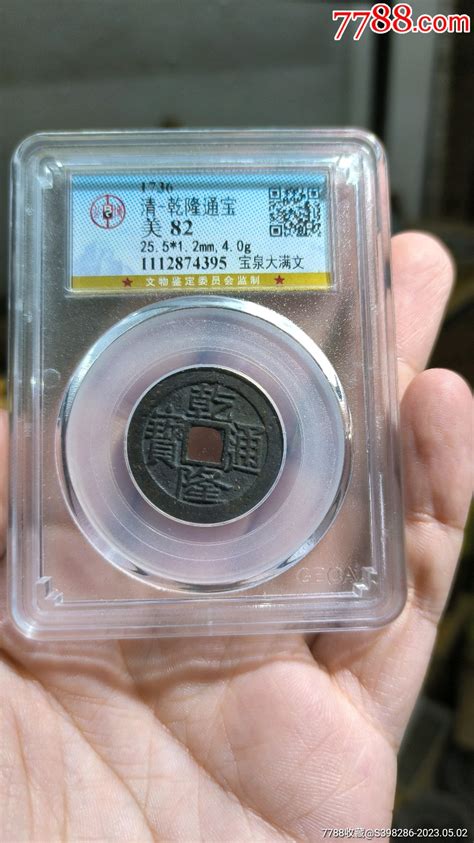 7788.com
1736
清-乾隆通宝
美 82
25.5*1.2mm, 4.0g
1112874395 宝泉大满文
★ 文物鉴定委员会监制 ★
乾
寶 通
隆
7788收藏@S398286-2023.05.02